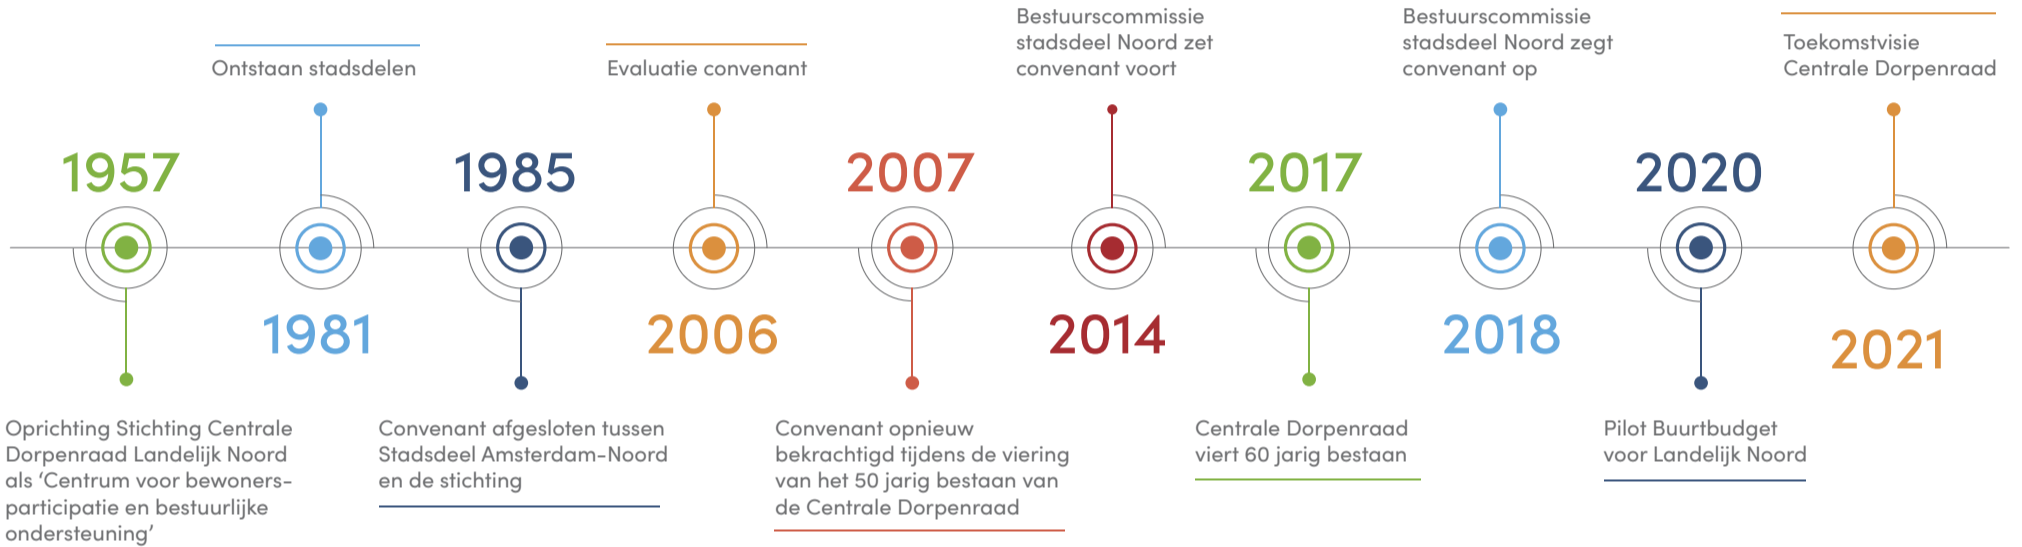 1957
Oprichting Stichting Centrale
Dorpenraad Landelijk Noord
als ‘Centrum voor bewoners-
participatie en bestuurlijke
ondersteuning’
Ontstaan stadsdelen
1981
1985
Convenant afgesloten tussen
Stadsdeel Amsterdam-Noord
en de stichting
Evaluatie convenant
2006
2007
Convenant opnieuw
bekrachtigd tijdens de viering
van het 50 jarig bestaan van
de Centrale Dorpenraad
Bestuurscommissie
stadsdeel Noord zet
convenant voort
2014
2017
Centrale Dorpenraad
viert 60 jarig bestaan
Bestuurscommissie
stadsdeel Noord zegt
convenant op
2018
2020
Pilot Buurtbudget
voor Landelijk Noord
Toekomstvisie
Centrale Dorpenraad
2021